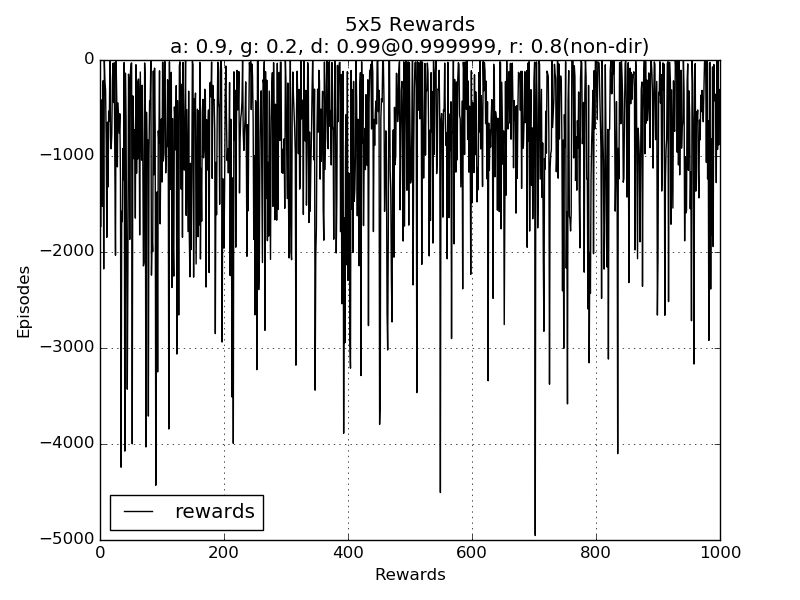 5x5 Rewards
a: 0.9, g: 0.2, d: 0.99@0.999999, r: 0.8(non-dir)
0
−1000
−2000
−3000
−4000
−5000
Episodes
rewards
0 200 400 600 800 1000
Rewards